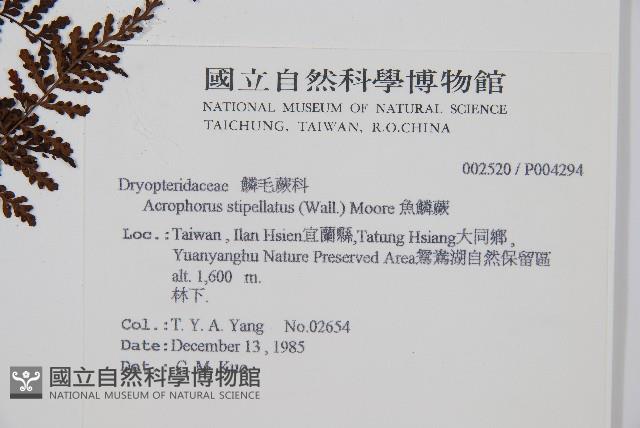 國立自然科學博物館
NATIONAL MUSEUM OF NATURAL SCIENCE
TAICHUNG, TAIWAN, R.O.CHINA
002520 / P004294
Dryopteridaceae 鱗毛蕨科
Acrophorus stipellatus (Wall.) Moore 魚鱗蕨
Loc.:Taiwan , Ilan Hsien宜蘭縣,Tatung Hsiang大同鄉 ,
Yuanyanghu Nature Preserved Area鴛鴦湖自然保留區
alt. 1,600 m.
林下.
Col.:T. Y. A. Yang No.02654
Date:December 13 , 1985
Det.:G. M. Kuo
國立自然科學博物館
NATIONAL MUSEUM OF NATURAL SCIENCE